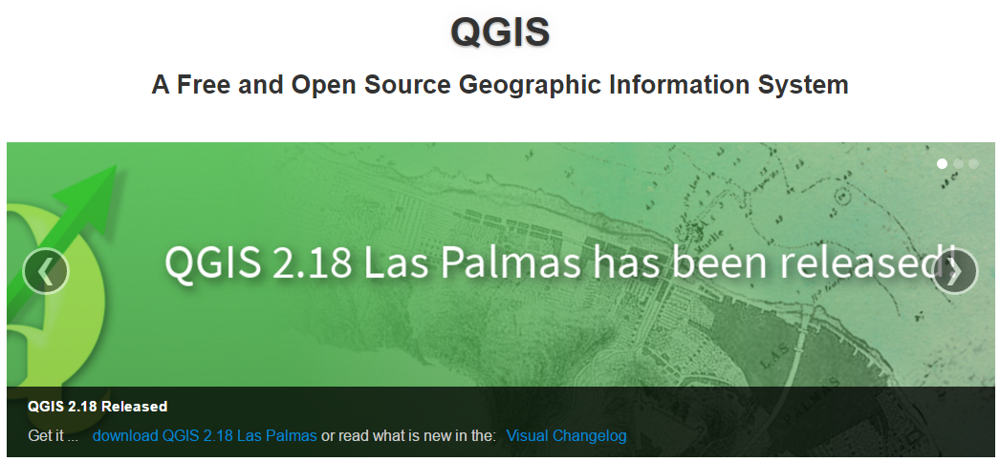 QGIS
A Free and Open Source Geographic Information System
QGIS 2.18 Las Palmas has been released!
LAS
PALMAS
QGIS 2.18 Released
Get it ... download QGIS 2.18 Las Palmas or read what is new in the: Visual Changelog